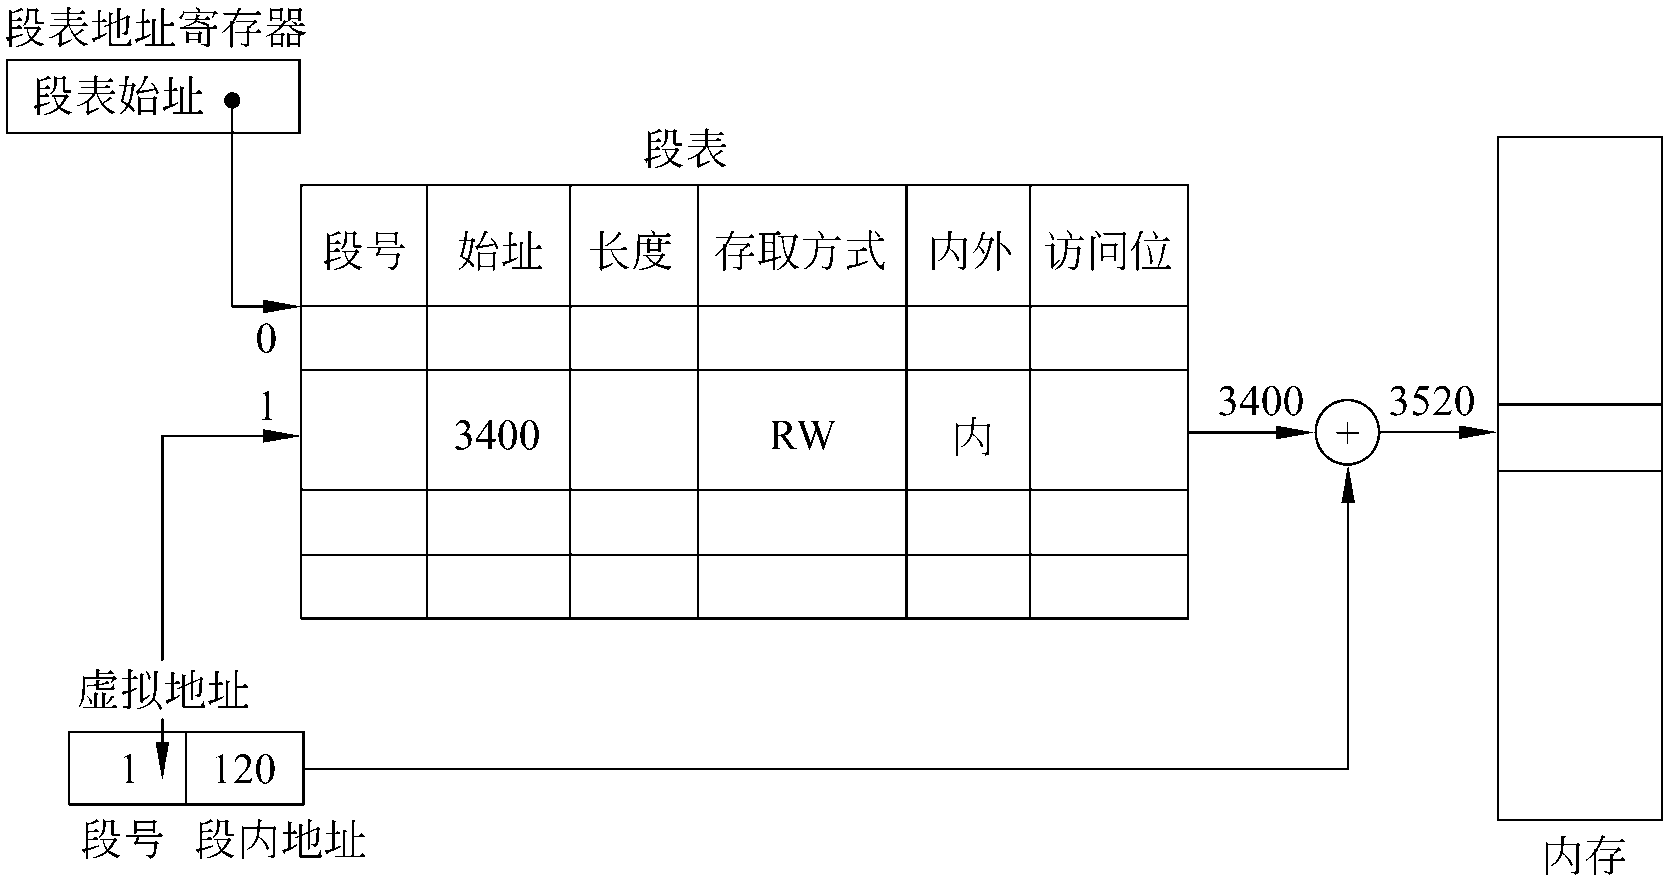 段表地址寄存器
段表始址
段表
段号 始址 长度 存取方式 内外 访问位
0
1
3400 RW 内
3400 + 3520
虚拟地址
1 120
段号 段内地址
内存